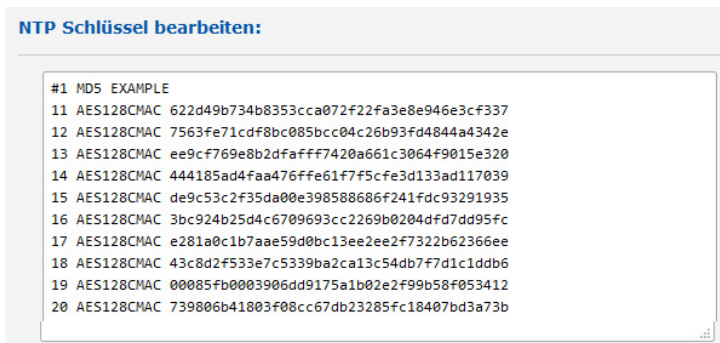 NTP Schlüssel bearbeiten:
#1 MD5 EXAMPLE
11 AES128CMAC 622d49b734b8353cca072f22fa3e8e946e3cf337
12 AES128CMAC 7563fe71cdf8bc085bcc04c26b93fd4844a4342e
13 AES128CMAC ee9cf769e8b2dfafff7420a661c3064f9015e320
14 AES128CMAC 444185ad4faa476ffe61f7f5cfe3d133ad117039
15 AES128CMAC de9c53c2f35da00e398588686f241fdc93291935
16 AES128CMAC 3bc924b25d4c6709693cc2269b0204dfd7dd95fc
17 AES128CMAC e281a0c1b7aae59d0bc13ee2ee2f7322b62366ee
18 AES128CMAC 43c8d2f533e7c5339ba2ca13c54db7f7d1c1ddb6
19 AES128CMAC 00085fb0003906dd9175a1b02e2f99b58f053412
20 AES128CMAC 739806b41803f08cc67db23285fc18407bd3a73b